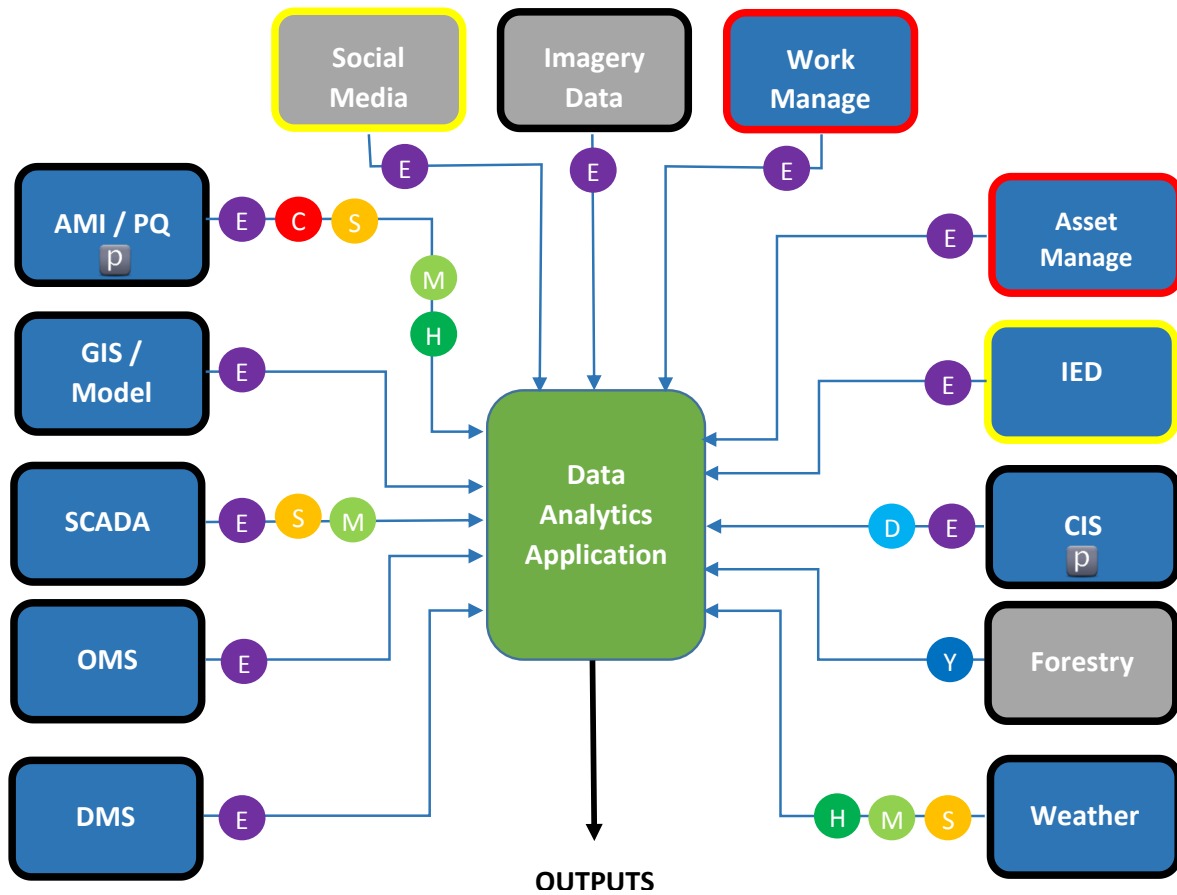 Social
Media
E
Imagery
Data
E
Work
Manage
E
AMI / PQ
p
E
C
S
M
H
Asset
Manage
E
GIS /
Model
E
IED
E
SCADA
E
S
M
Data
Analytics
Application
D
E
CIS
p
OMS
E
Y
Forestry
DMS
E
H
M
S
Weather
OUTPUTS